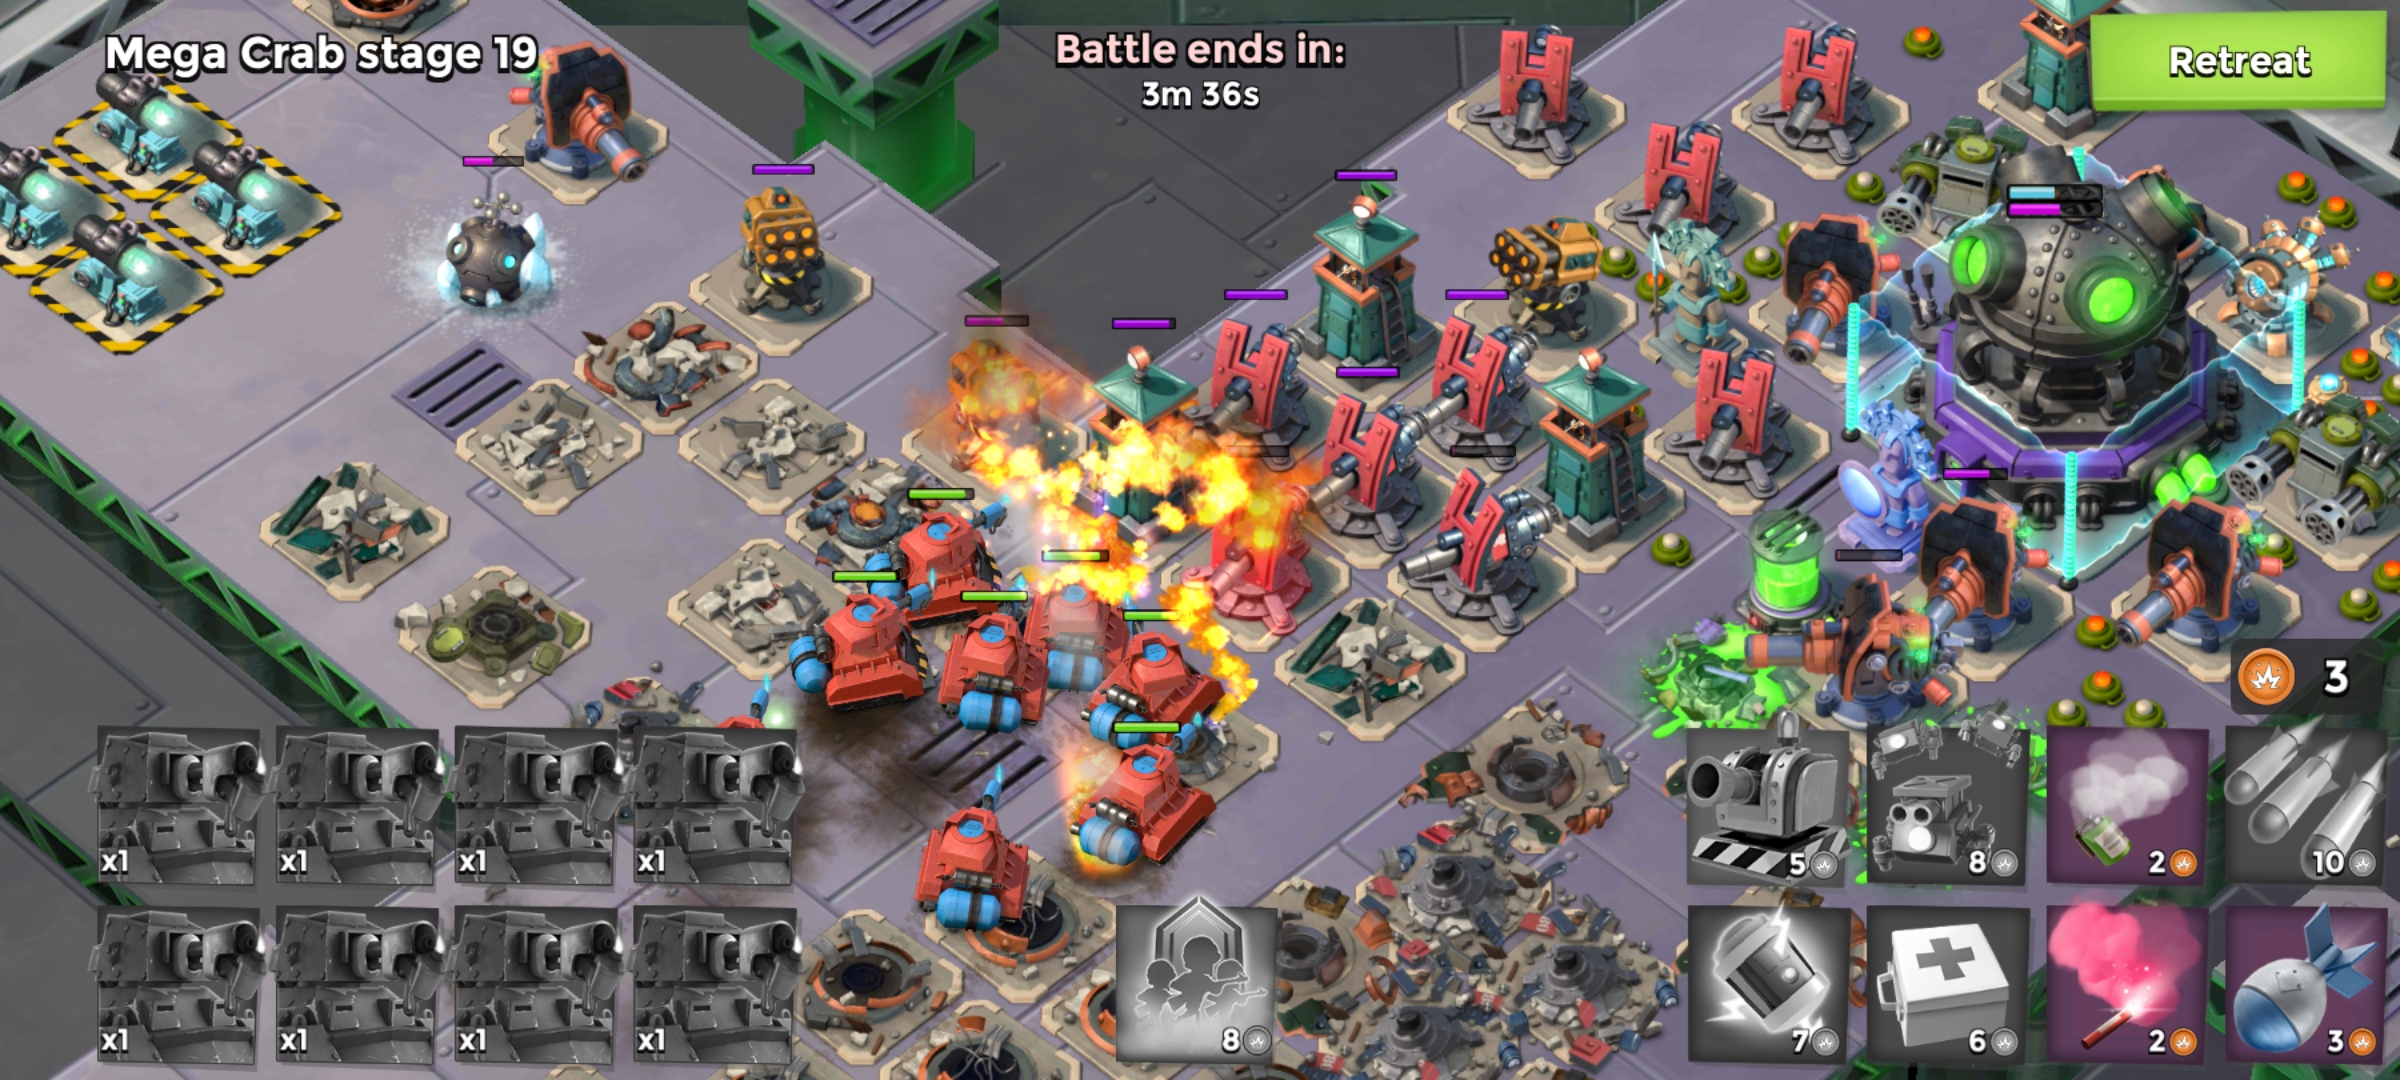 Mega Crab stage 19
Battle ends in:
3m 36s
Retreat
3
x1
x1
x1
x1
5
8
2
10
x1
x1
x1
x1
8
7
6
2
3